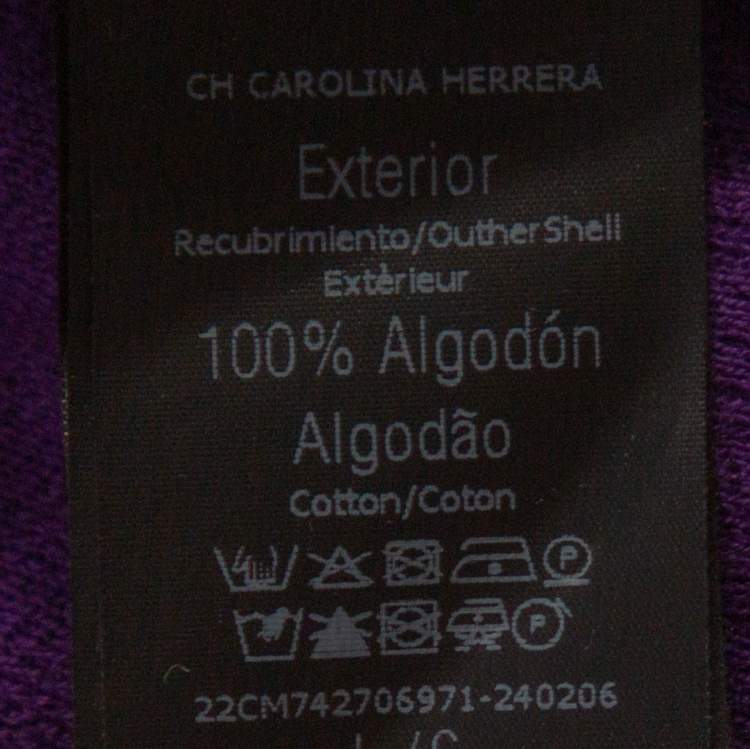 CH CAROLINA HERRERA
Exterior
Recubrimiento/OutherShell
Extèrieur
100% Algodón
Algodão
Cotton/Coton
P
P
22CM742706971-240206